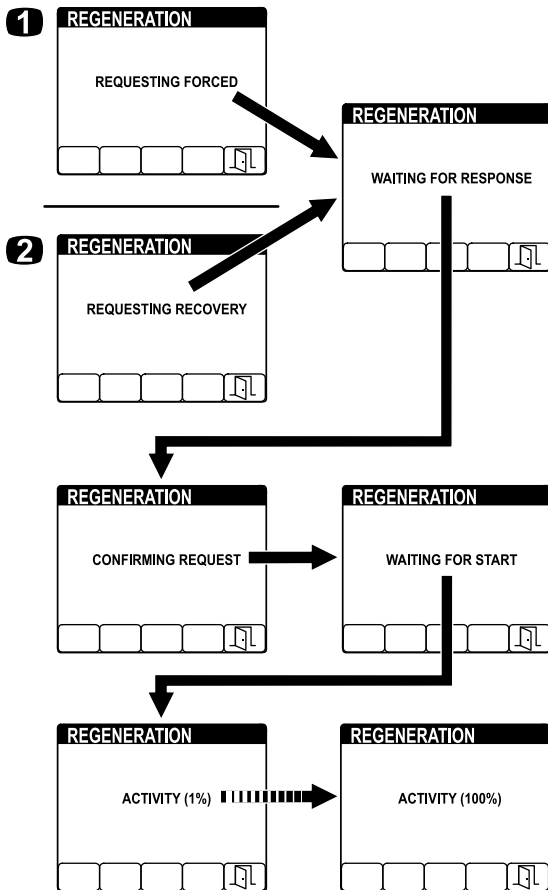 1
REGENERATION
REQUESTING FORCED
REGENERATION
WAITING FOR RESPONSE
2
REGENERATION
REQUESTING RECOVERY
REGENERATION
CONFIRMING REQUEST
REGENERATION
WAITING FOR START
REGENERATION
ACTIVITY (1%)
REGENERATION
ACTIVITY (100%)